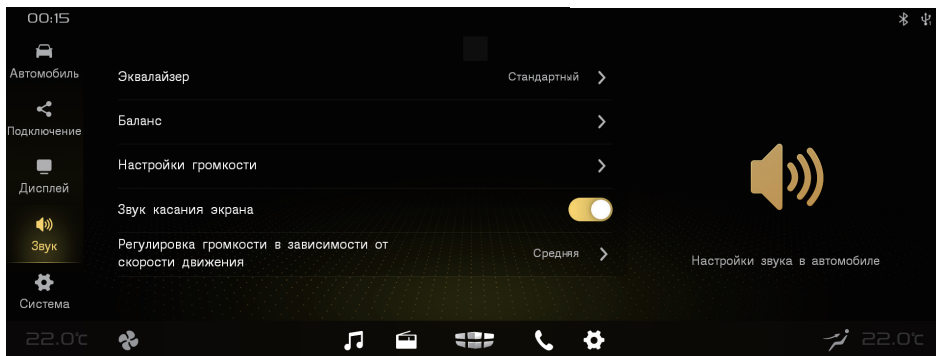 00:15
Автомобиль
Подключение
Дисплей
Звук
Система
Эквалайзер
Стандартный
Баланс
Настройки громкости
Звук касания экрана
Регулировка громкости в зависимости от
скорости движения
Средняя
Настройки звука в автомобиле
22.0℃
22.0℃